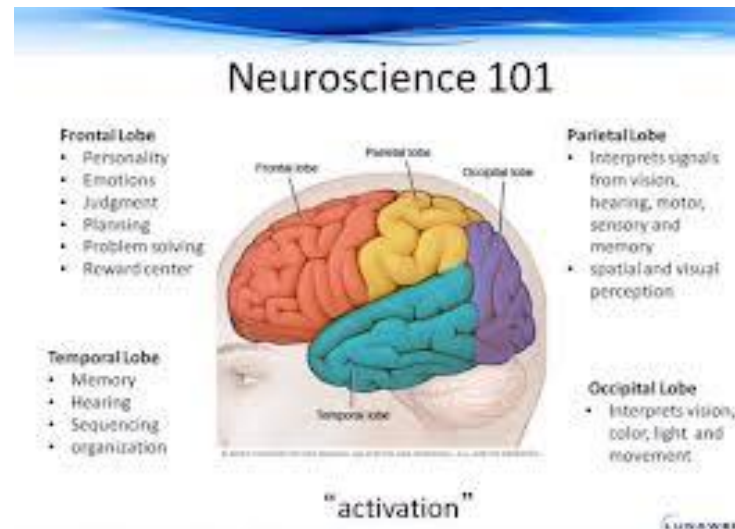 Neuroscience 101
Frontal Lobe
• Personality
• Emotions
• Judgment
• Planning
• Problem solving
• Reward center
Temporal Lobe
• Memory
• Hearing
• Sequencing
• organization
Frontal lobe
Parietal lobe
Occipital lobe
Temporal lobe
Parietal Lobe
• Interprets signals
from vision,
hearing, motor,
sensory and
memory
• spatial and visual
perception
Occipital Lobe
• Interprets vision,
color, light and
movement
“activation”